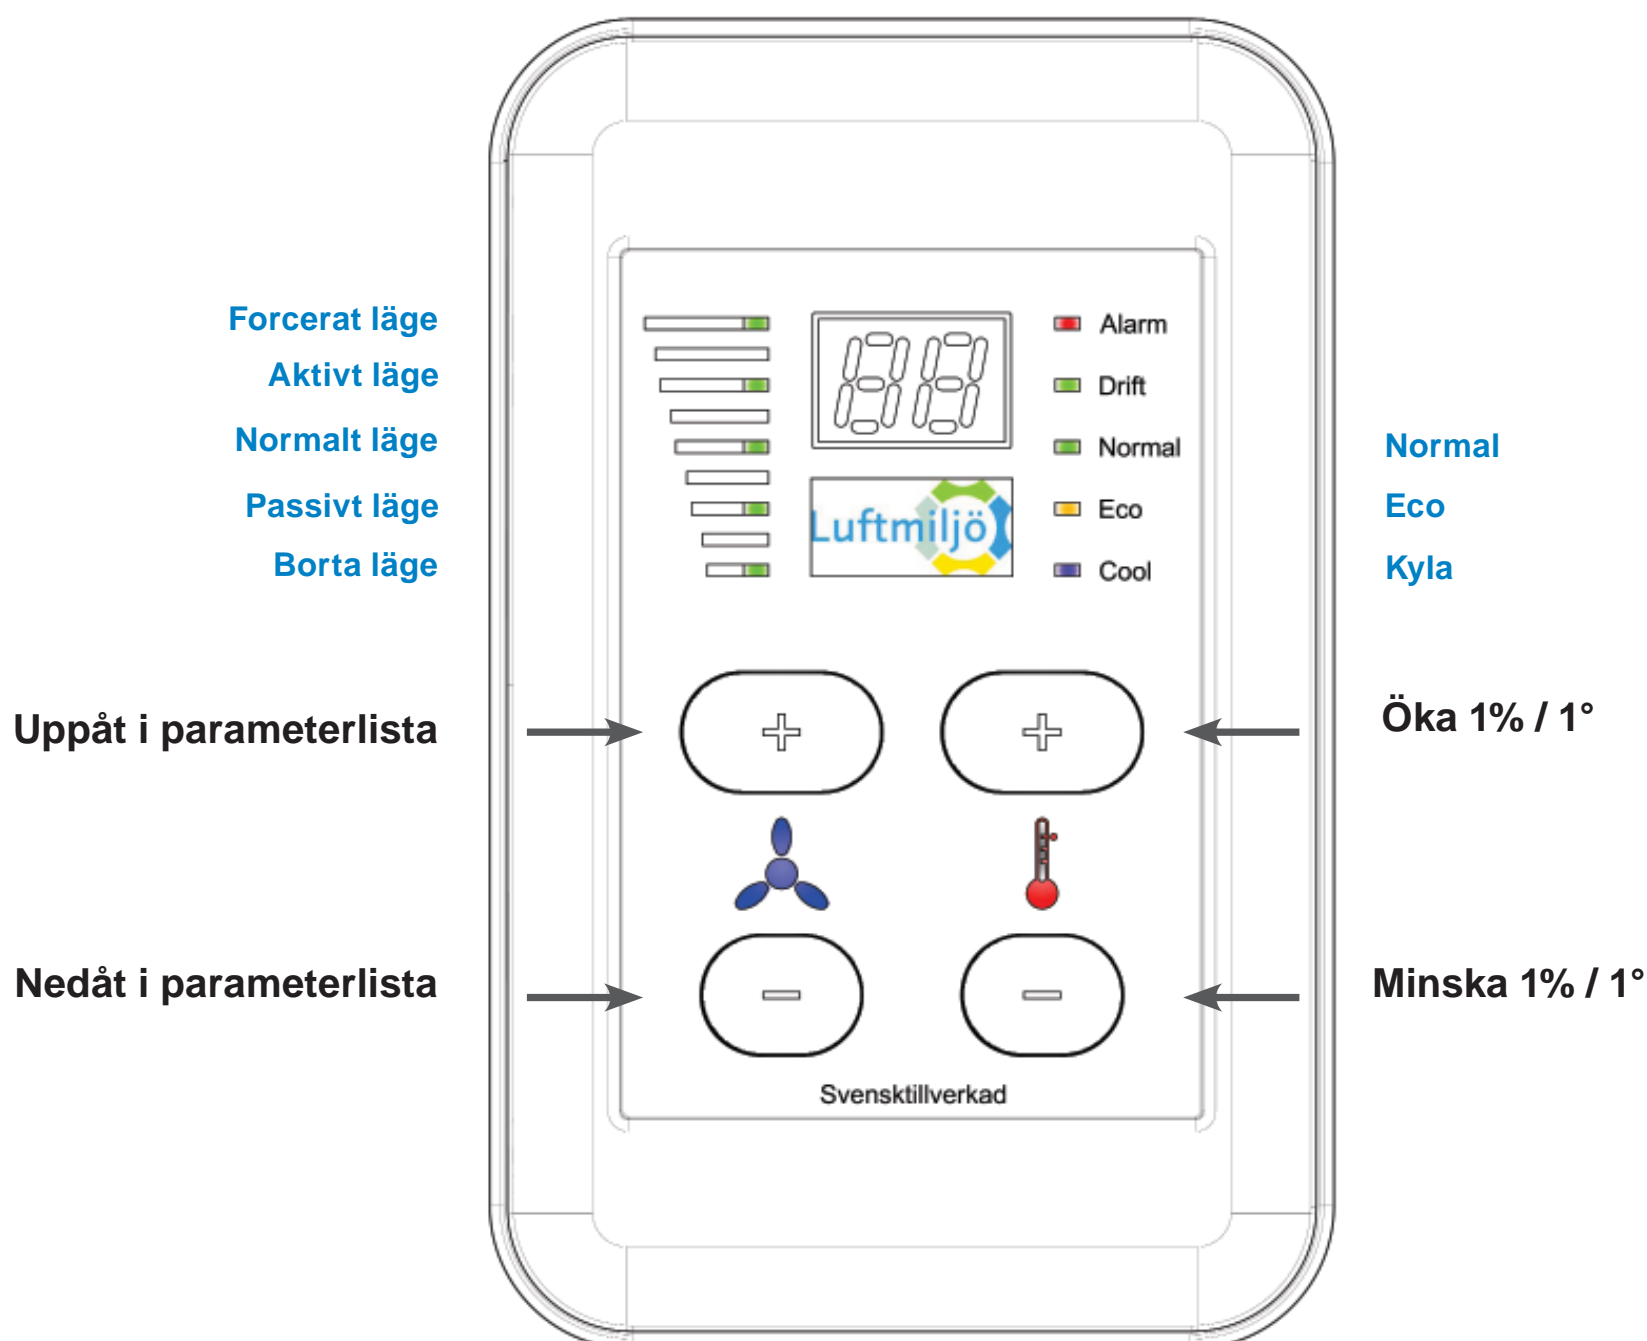 Forcerat läge
Aktivt läge
Normalt läge
Passivt läge
Borta läge
88
Luftmiljö
Alarm
Drift
Normal
Eco
Cool
Normal
Eco
Kyla
Uppåt i parameterlista
+
+
Öka 1% / 1°
Nedåt i parameterlista
−
−
Minska 1% / 1°
Svensktillverkad